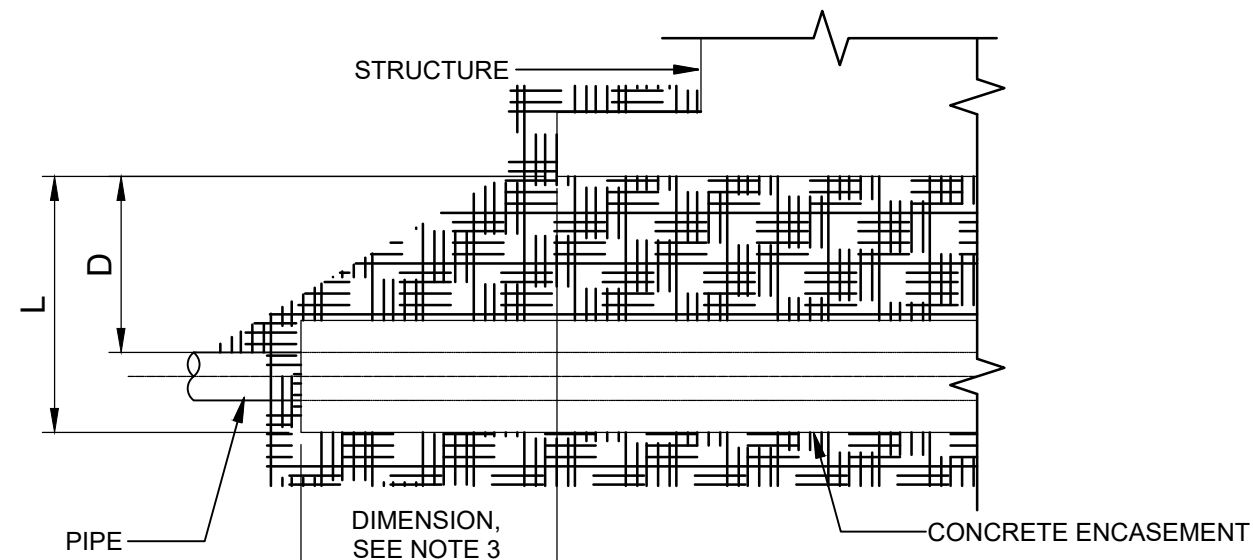 STRUCTURE
D
L
PIPE
DIMENSION,
SEE NOTE 3
CONCRETE ENCASEMENT